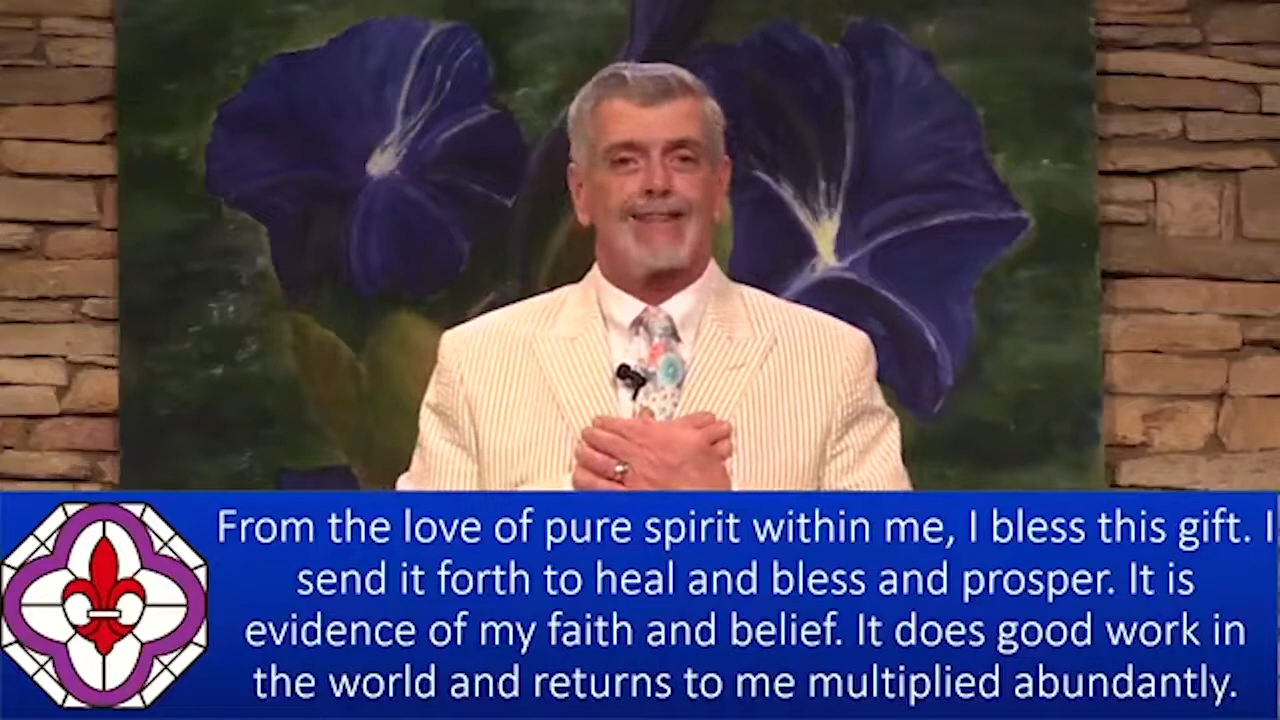 From the love of pure spirit within me, I bless this gift. I
send it forth to heal and bless and prosper. It is
evidence of my faith and belief. It does good work in
the world and returns to me multiplied abundantly.